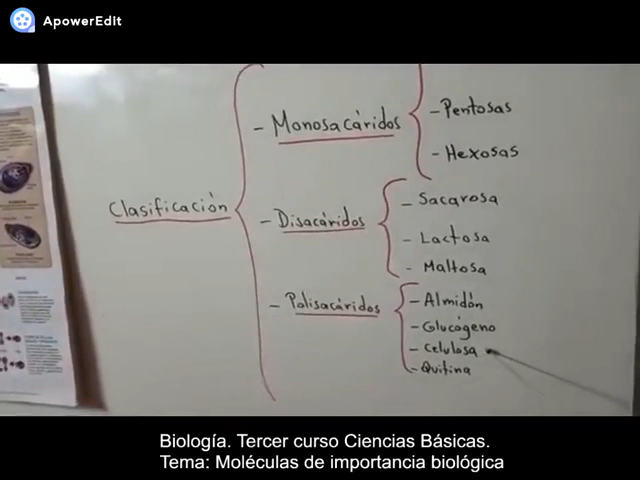 ApowerEdit
- Monosacáridos
- Pentosas
- Hexosas
Clasificación
- Disacáridos
- Sacarosa
- Lactosa
- Maltosa
- Polisacáridos
- Almidón
- Glucógeno
- Celulosa
- Quitina
Biología. Tercer curso Ciencias Básicas.
Tema: Moléculas de importancia biológica